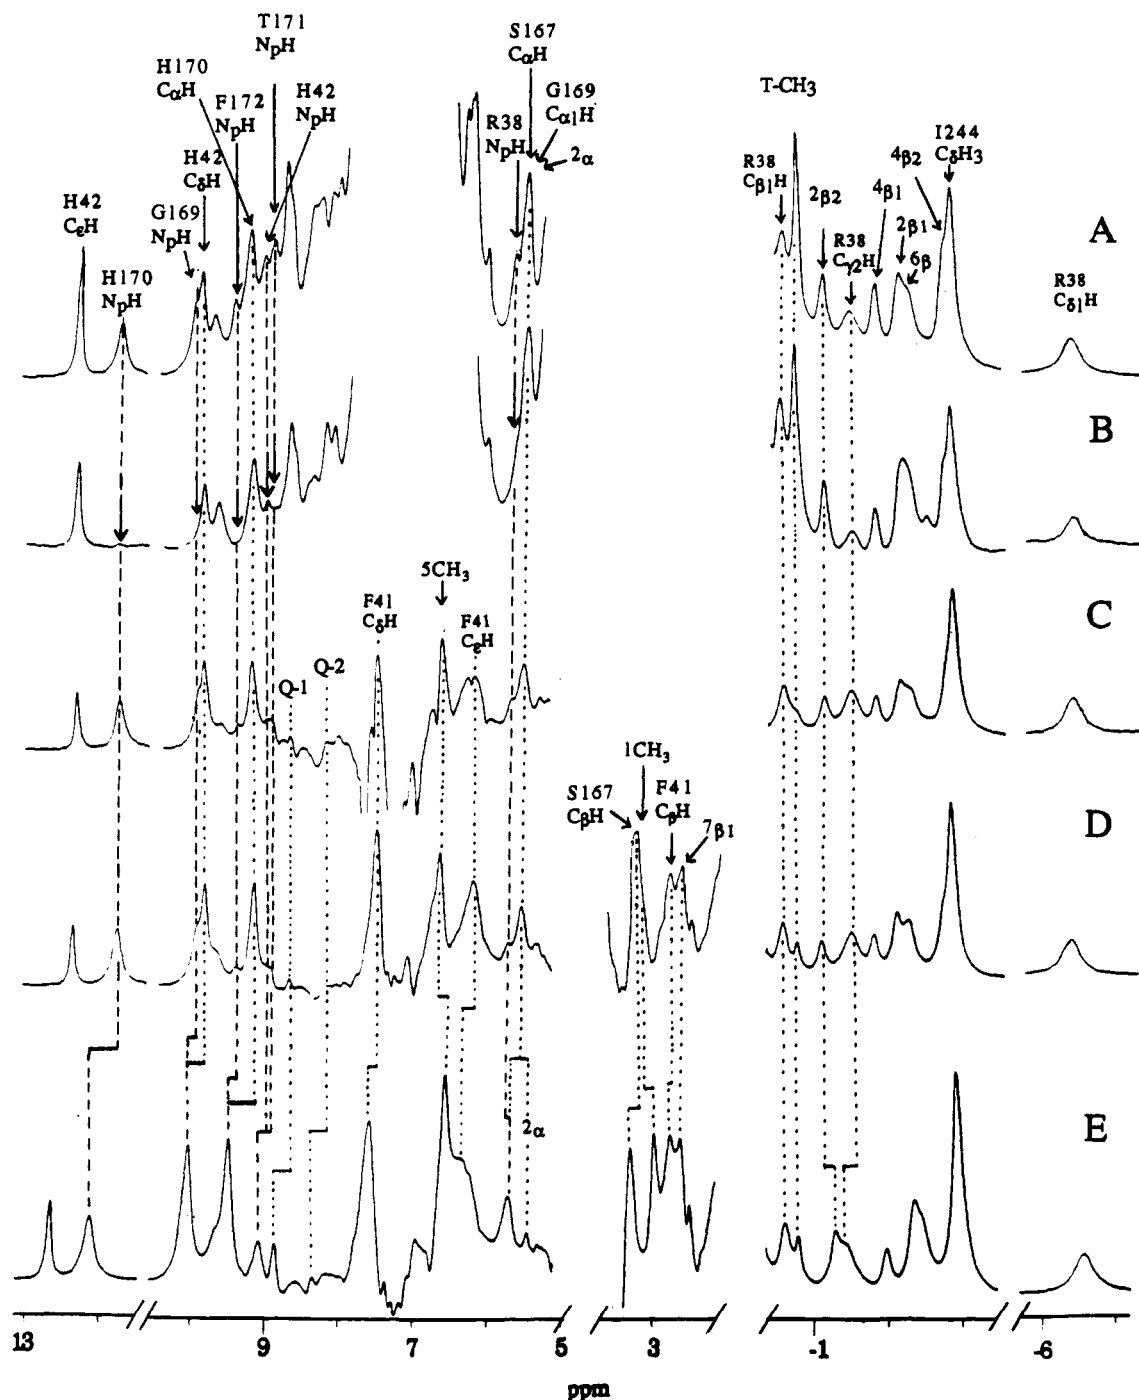 T171
NpH
H170
CαH
F172
NpH
H42
NpH
H42
CδH
G169
NpH
H42
CεH
H170
NpH
S167
CαH
G169
Cα1H
R38
NpH
2α
T-CH3
R38
Cβ1H
2β2
R38
Cγ2H
4β1
4β2
2β1
6β
I244
CδH3
R38
Cδ1H
A
B
5CH3
F41
CδH
F41
CεH
Q-1
Q-2
C
1CH3
S167
CβH
F41
CβH
7β1
D
2α
E
13
9
7
5
3
-1
-6
ppm